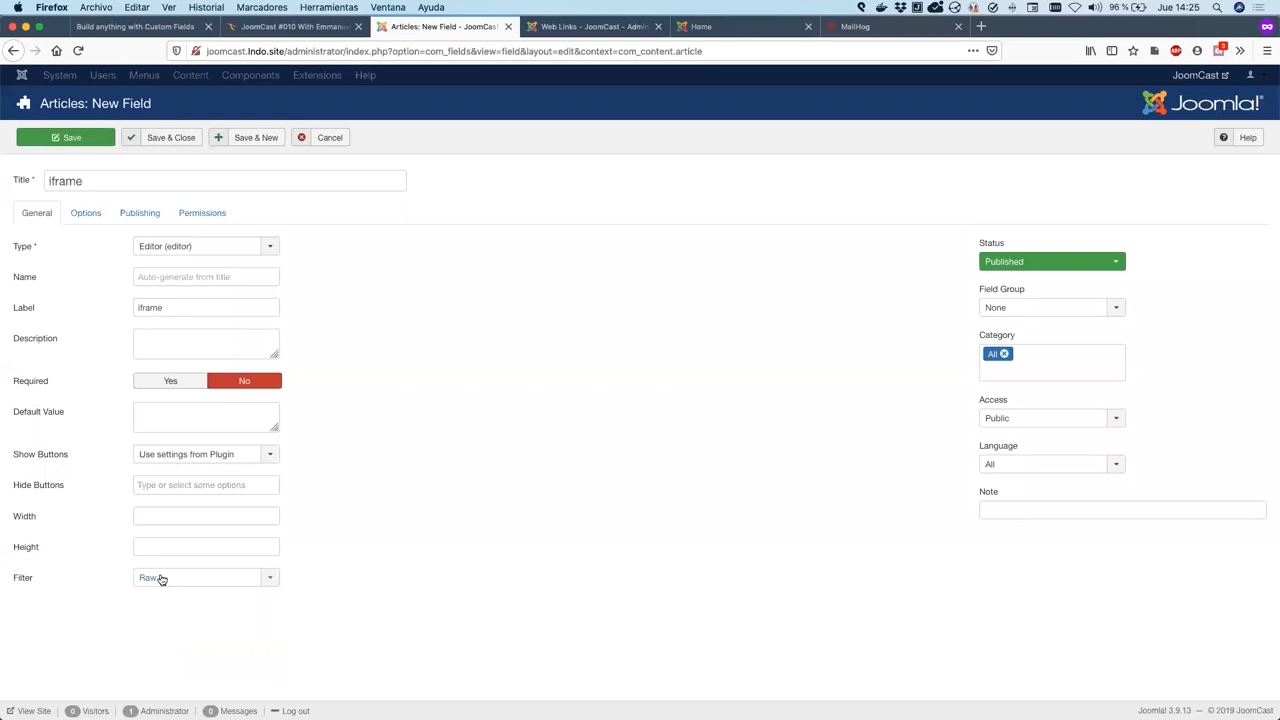 Firefox Archivo Editar Ver Historial Marcadores Herramientas Ventana Ayuda 96 % Jue 14:25
Build anything with Custom Fields JoomCast #010 With Emmanue Articles: New Field - JoomCast Web Links - JoomCast - Admin Home MailHog
joomcast.lndo.site/administrator/index.php?option=com_fields&view=field&layout=edit&context=com_content.article 3
System Users Menus Content Components Extensions Help JoomCast
Articles: New Field Joomla!®
Save Save & Close Save & New Cancel Help
Title * iframe
General Options Publishing Permissions
Type * Editor (editor)
Name Auto-generate from title
Label iframe
Description
Required Yes No
Default Value
Show Buttons Use settings from Plugin
Hide Buttons Type or select some options
Width
Height
Filter Raw
Status
Published
Field Group
None
Category
All
Access
Public
Language
All
Note
View Site 0 Visitors 1 Administrator 0 Messages Log out Joomla! 3.9.13 — © 2019 JoomCast